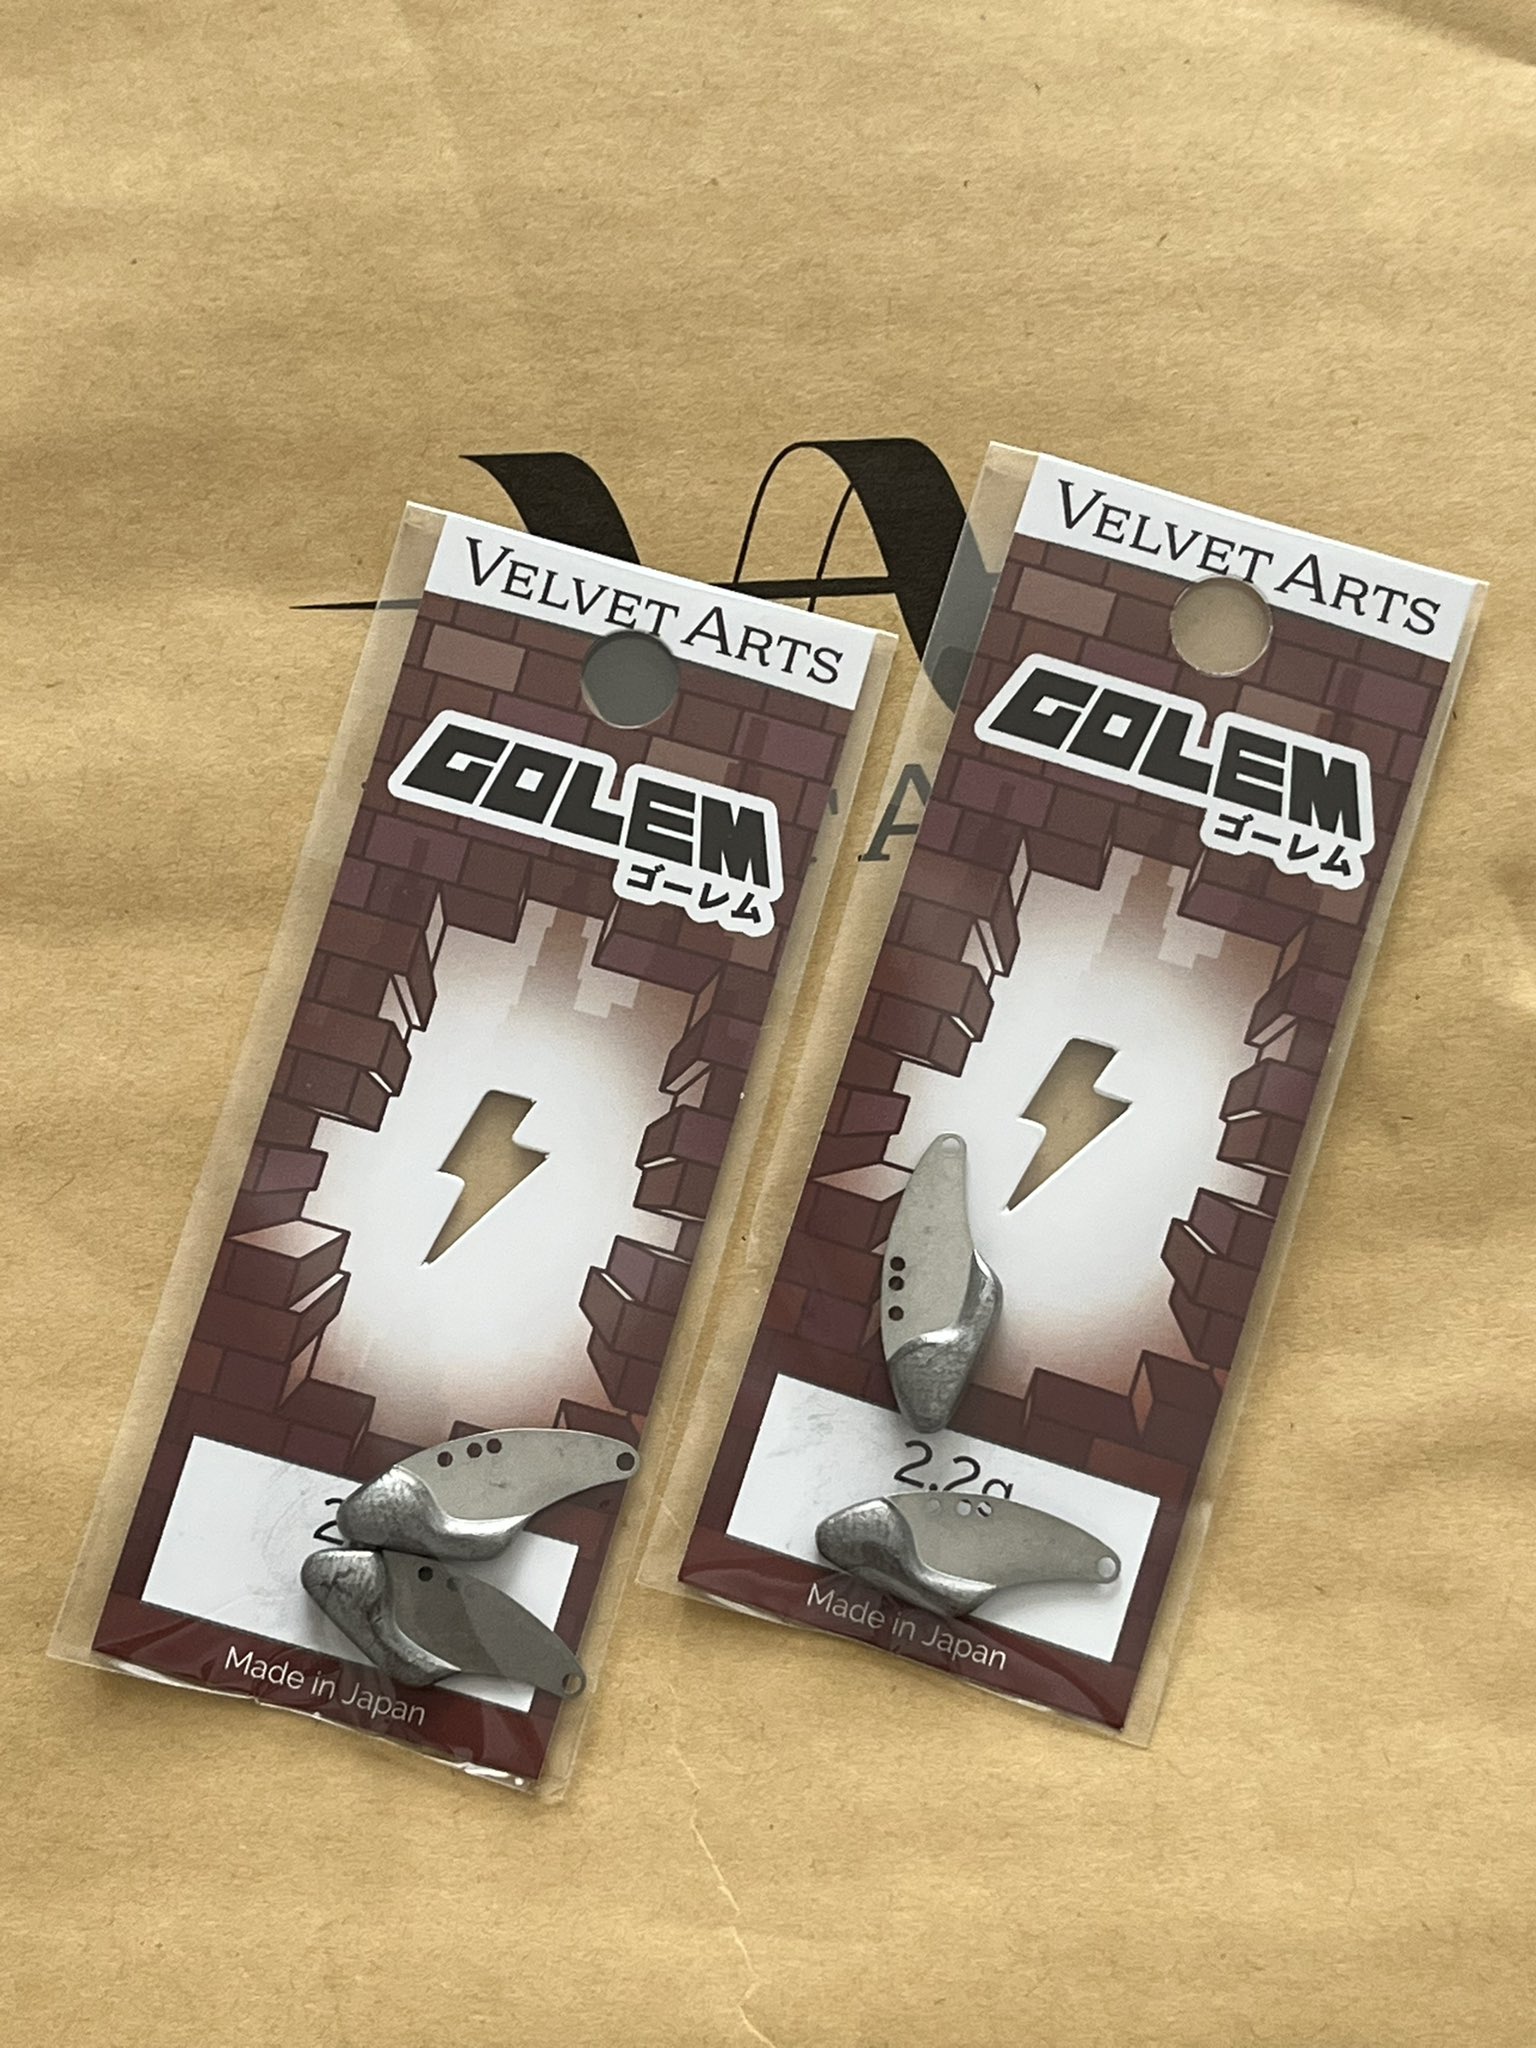 VELVET ARTS
GOLEM
ゴーレム
Made in Japan
VELVET ARTS
GOLEM
ゴーレム
2.2g
Made in Japan